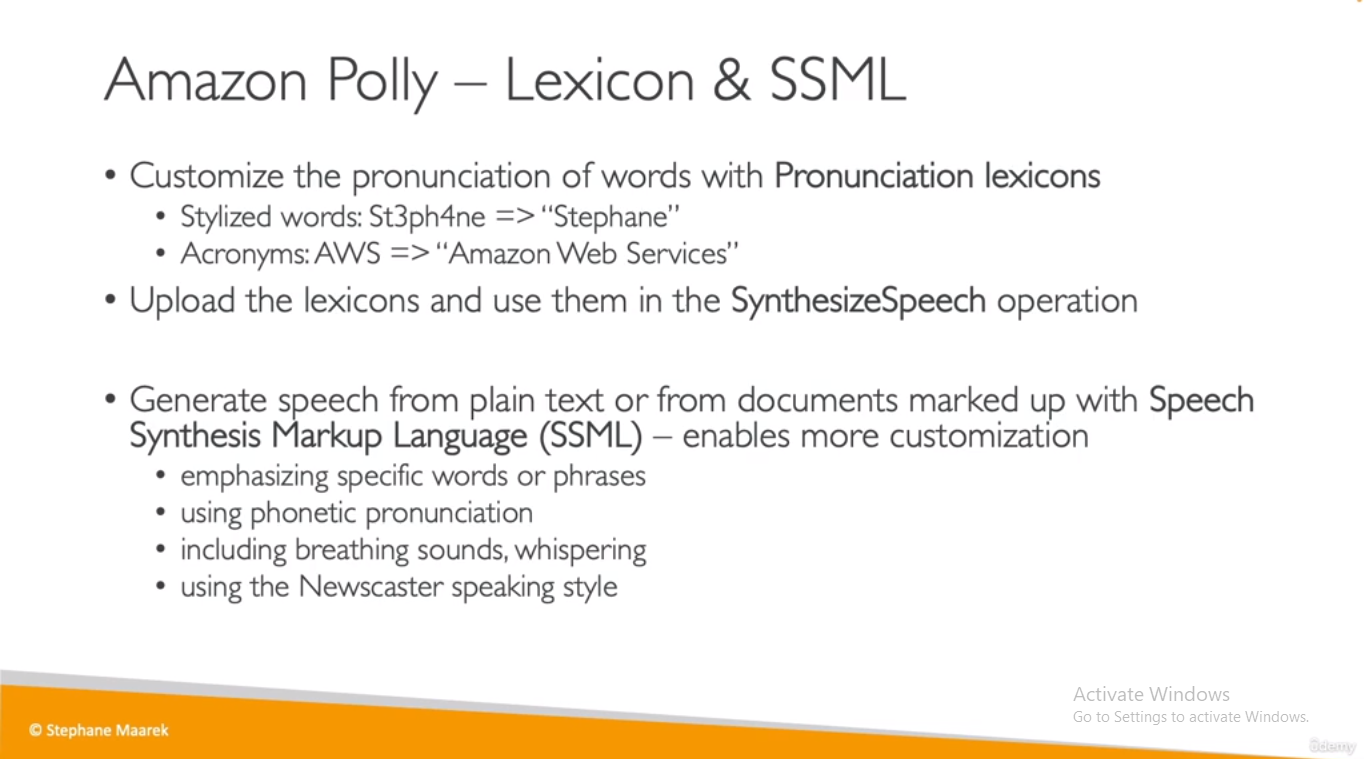 Amazon Polly – Lexicon & SSML
• Customize the pronunciation of words with Pronunciation lexicons
• Stylized words: St3ph4ne => “Stephane”
• Acronyms: AWS => “Amazon Web Services”
• Upload the lexicons and use them in the SynthesizeSpeech operation
• Generate speech from plain text or from documents marked up with Speech
Synthesis Markup Language (SSML) – enables more customization
• emphasizing specific words or phrases
• using phonetic pronunciation
• including breathing sounds, whispering
• using the Newscaster speaking style
Activate Windows
Go to Settings to activate Windows.
© Stephane Maarek
ûdemy